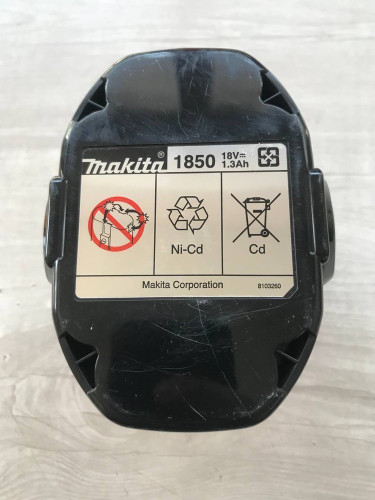 makita® 1850 18V⎓ 1.3Ah
Ni-Cd
Cd
Makita Corporation
8103260